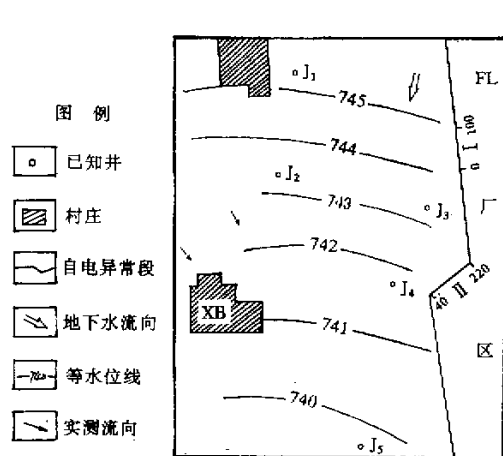 图 例
已知井
村庄
自电异常段
地下水流向
等水位线
实测流向
J₁
FL
745
100
I
0
744
J₂
743
J₃
厂
742
J₄
40
II
220
XB
741
区
740
J₅